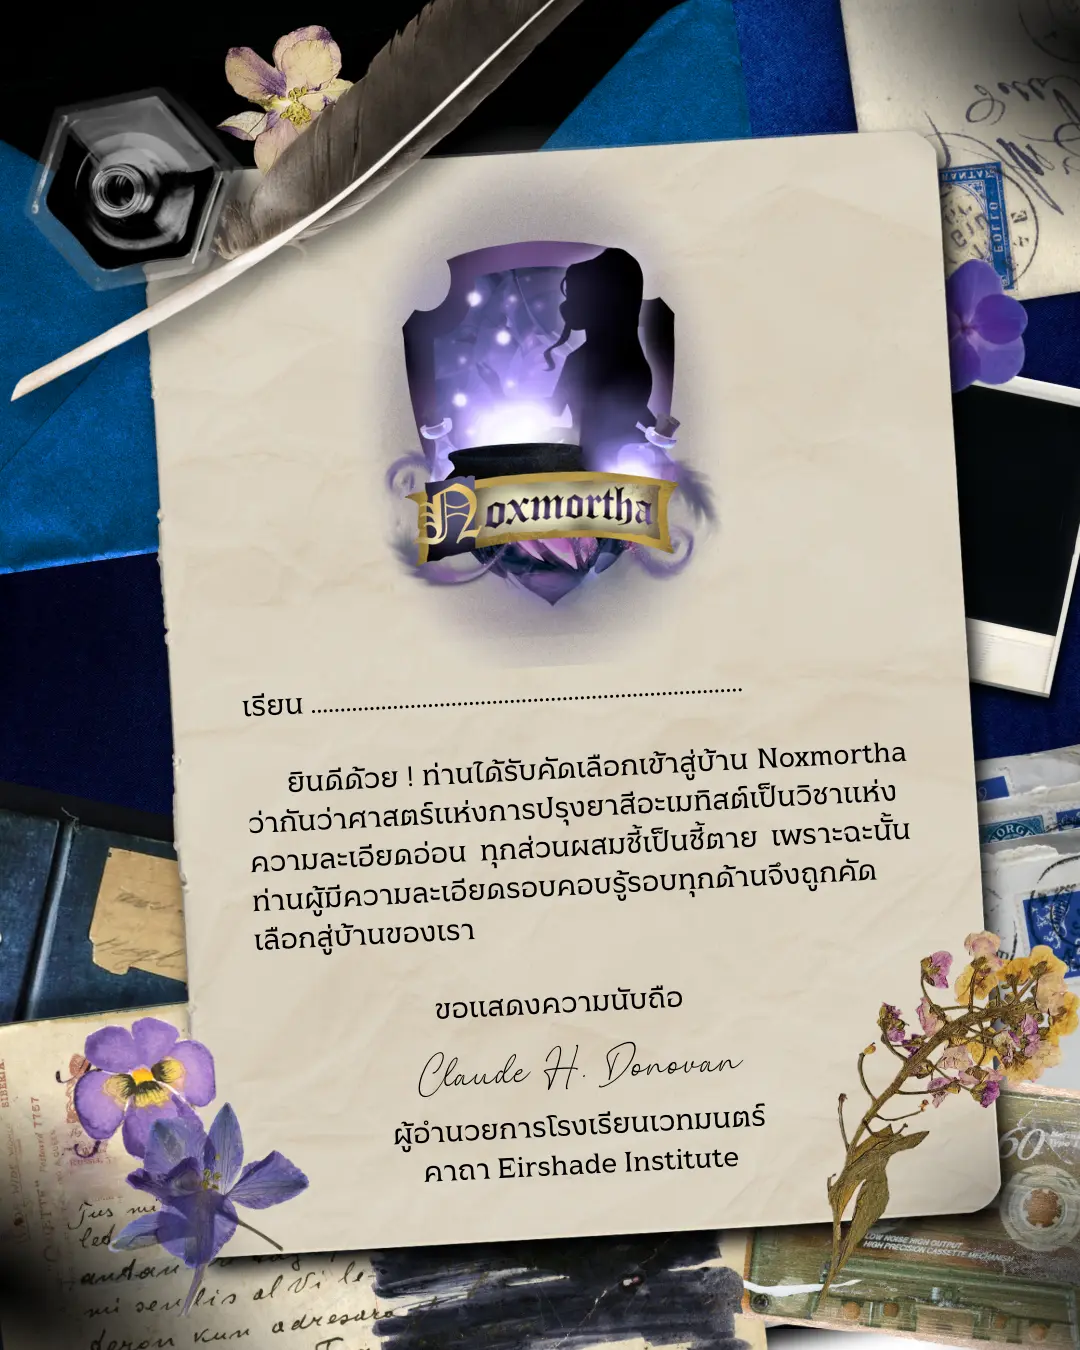 Noxmortha
เรียน ..........................................................................
ยินดีด้วย ! ท่านได้รับคัดเลือกเข้าสู่บ้าน Noxmortha
ว่ากันว่าศาสตร์แห่งการปรุงยาสีอะเมทิสต์เป็นวิชาแห่ง
ความละเอียดอ่อน ทุกส่วนผสมชี้เป็นชี้ตาย เพราะฉะนั้น
ท่านผู้มีความละเอียดรอบคอบรู้รอบทุกด้านจึงถูกคัด
เลือกสู่บ้านของเรา
ขอแสดงความนับถือ
Claude H. Donovan
ผู้อำนวยการโรงเรียนเวทมนตร์
คาถา Eirshade Institute
60
LOW NOISE HIGH OUTPUT
HIGH PRECISION CASSETTE MECHANISM